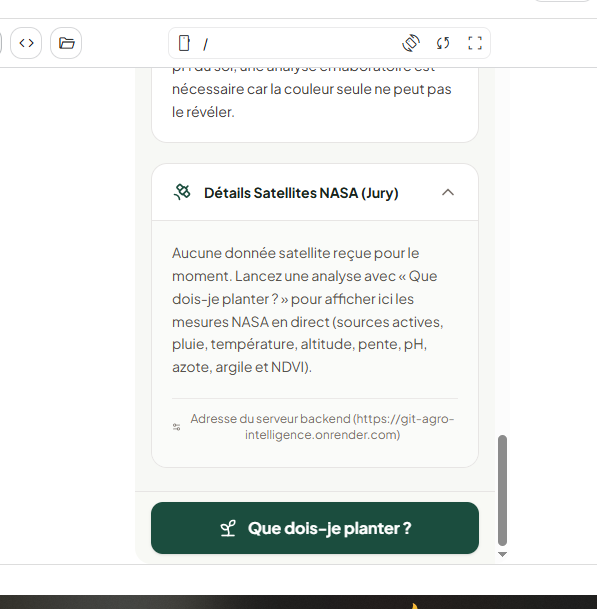 /
nécessaire car la couleur seule ne peut pas
le révéler.
Détails Satellites NASA (Jury)
Aucune donnée satellite reçue pour le
moment. Lancez une analyse avec « Que
dois-je planter ? » pour afficher ici les
mesures NASA en direct (sources actives,
pluie, température, altitude, pente, pH,
azote, argile et NDVI).
Adresse du serveur backend (https://git-agro-
intelligence.onrender.com)
Que dois-je planter ?